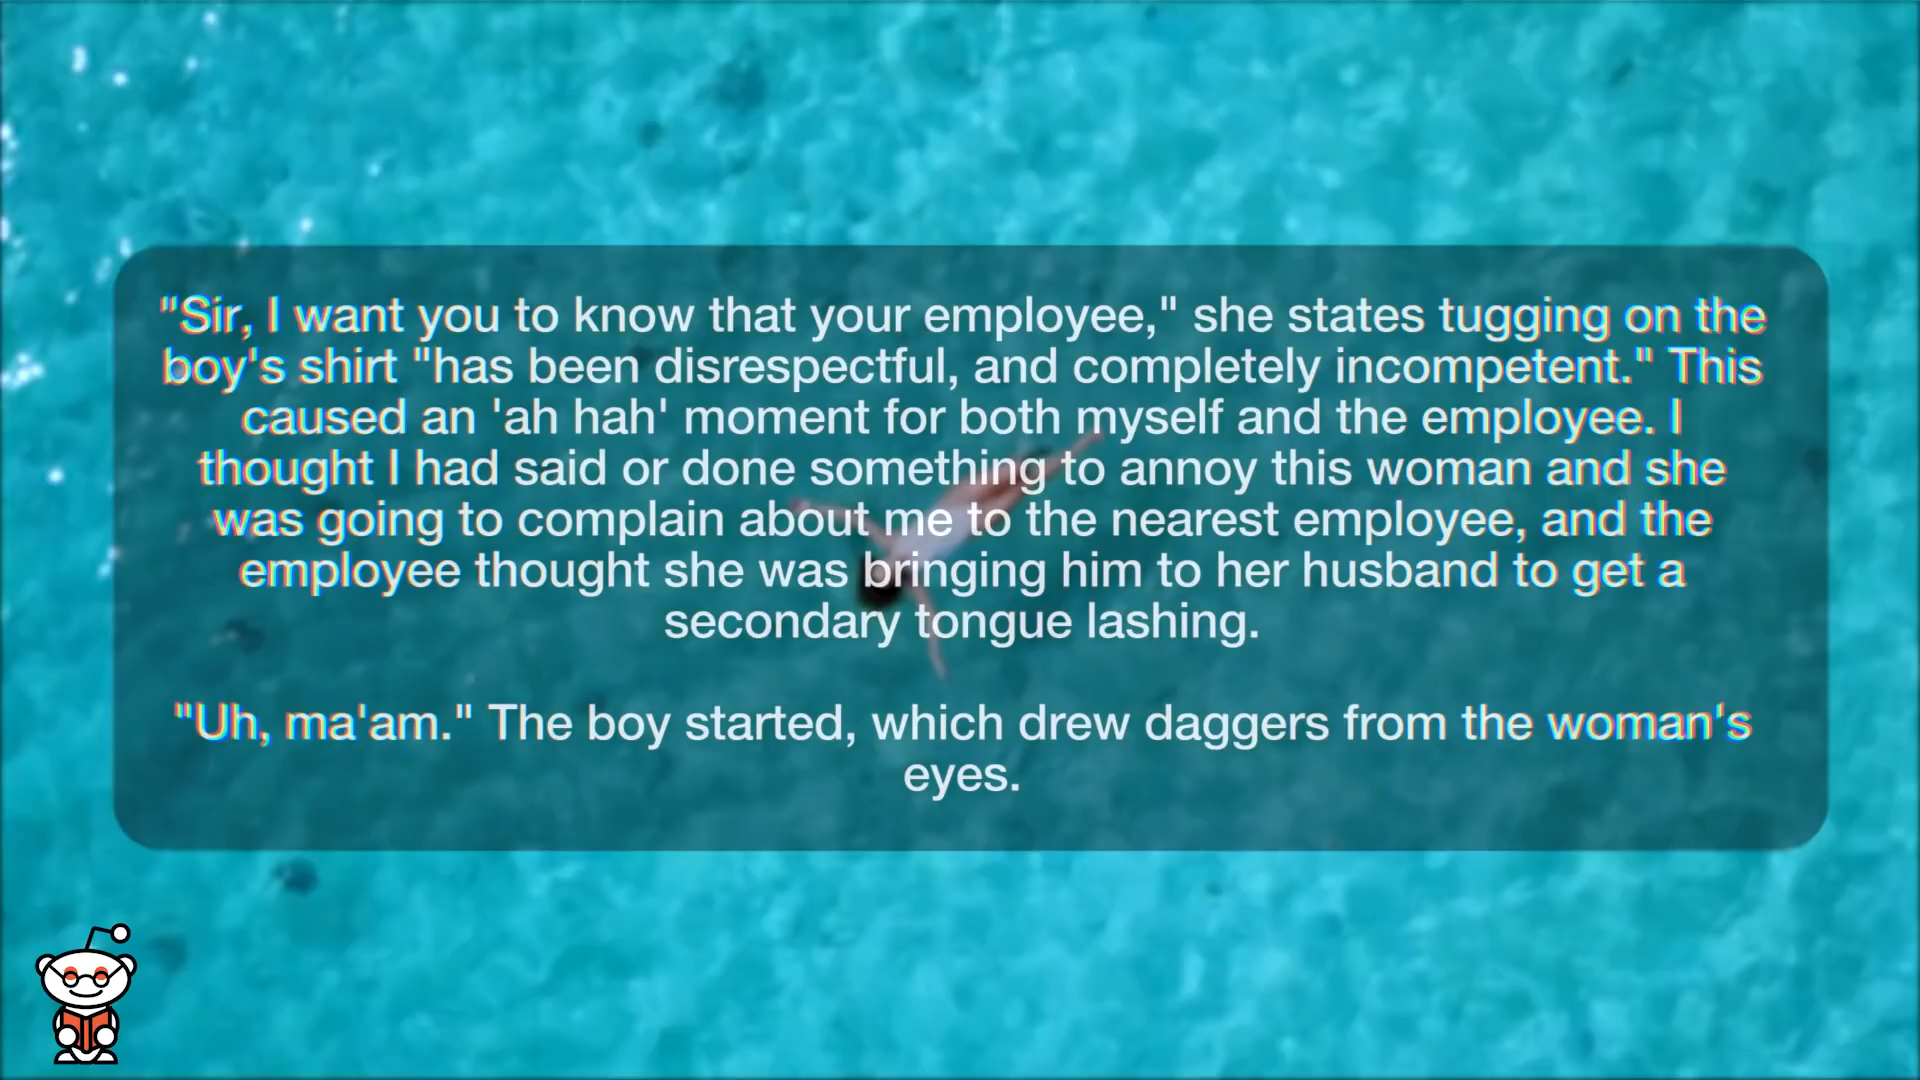 "Sir, I want you to know that your employee," she states tugging on the
boy's shirt "has been disrespectful, and completely incompetent." This
caused an 'ah hah' moment for both myself and the employee. I
thought I had said or done something to annoy this woman and she
was going to complain about me to the nearest employee, and the
employee thought she was bringing him to her husband to get a
secondary tongue lashing.
"Uh, ma'am." The boy started, which drew daggers from the woman's
eyes.